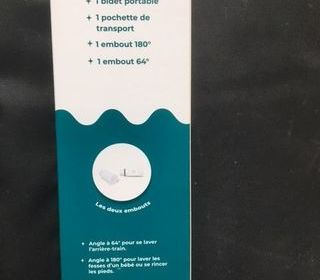 + 1 bidet portable
+ 1 pochette de
transport
+ 1 embout 180°
+ 1 embout 64°
Les deux embouts
+ Angle à 64° pour se laver
l'arrière-train.
+ Angle à 180° pour laver les
fesses d'un bébé ou se rincer
les pieds.